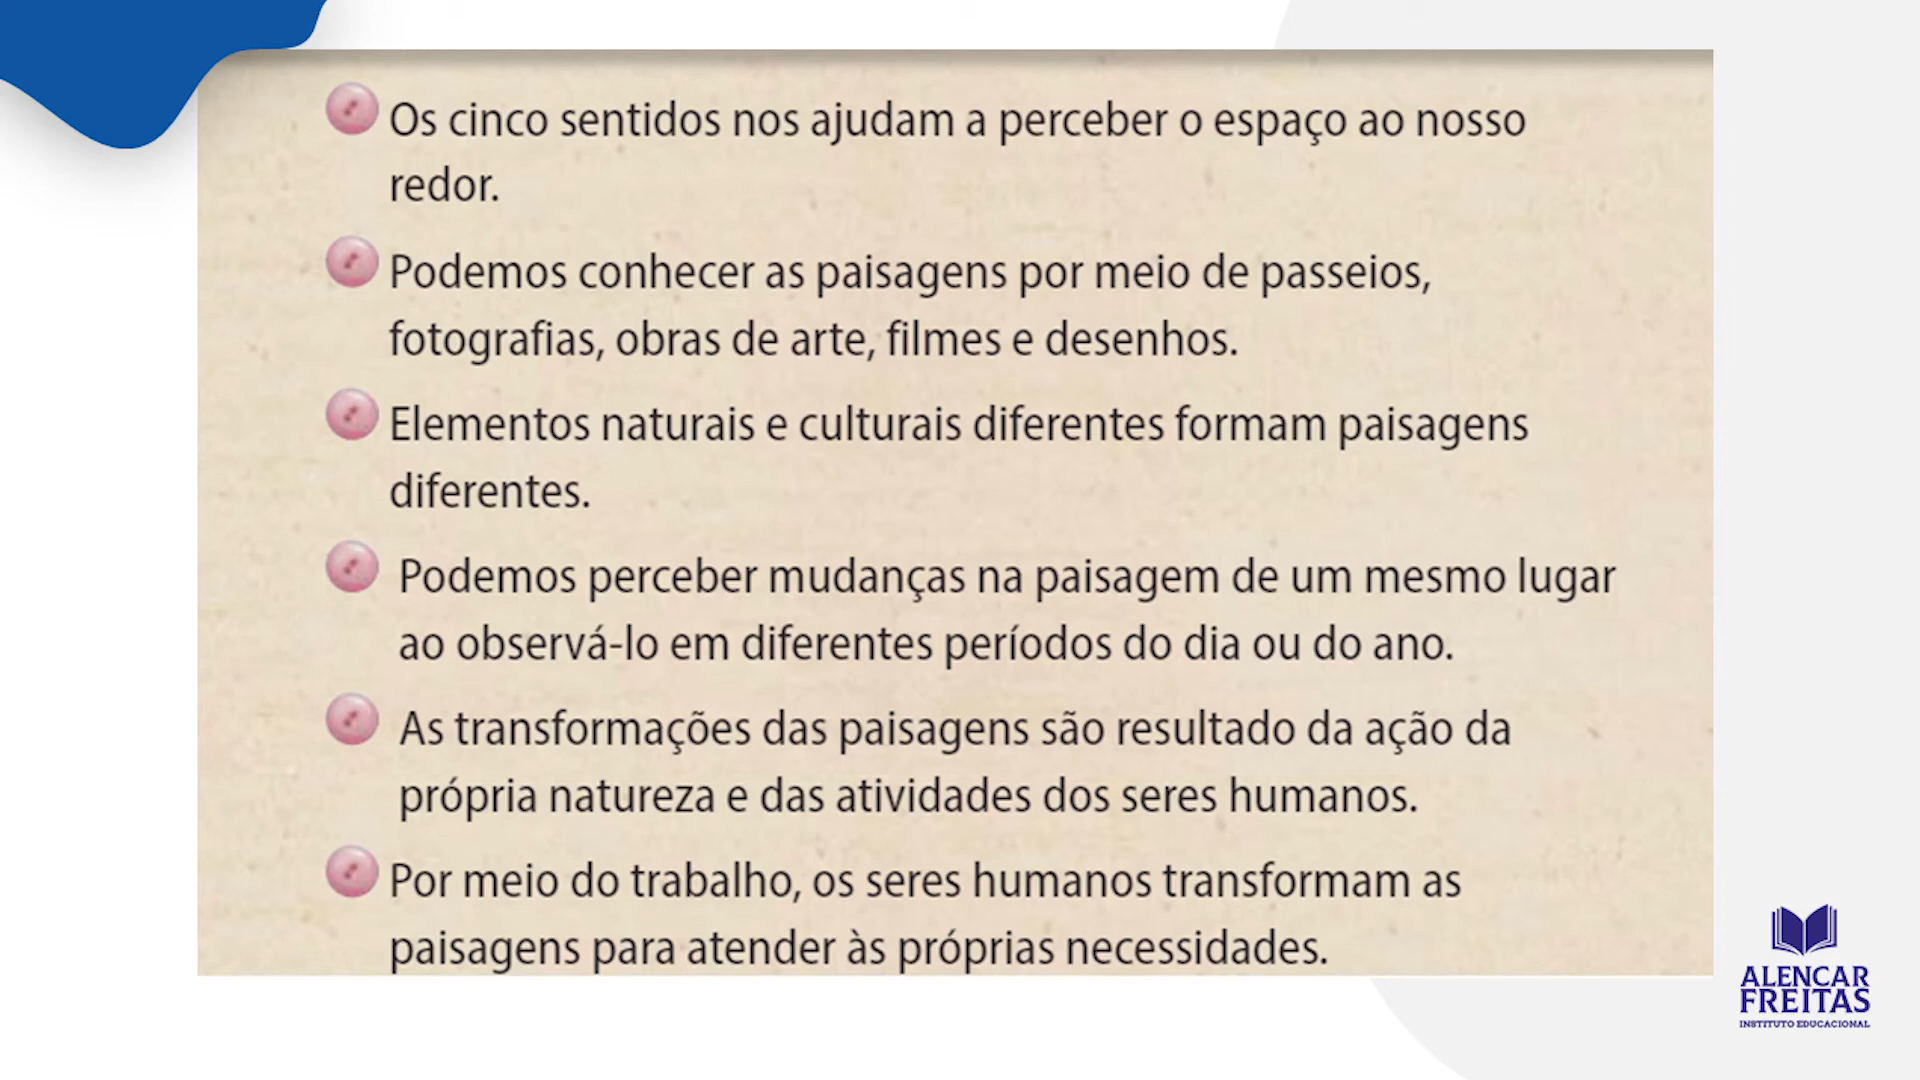 Os cinco sentidos nos ajudam a perceber o espaço ao nosso
redor.
Podemos conhecer as paisagens por meio de passeios,
fotografias, obras de arte, filmes e desenhos.
Elementos naturais e culturais diferentes formam paisagens
diferentes.
Podemos perceber mudanças na paisagem de um mesmo lugar
ao observá-lo em diferentes períodos do dia ou do ano.
As transformações das paisagens são resultado da ação da
própria natureza e das atividades dos seres humanos.
Por meio do trabalho, os seres humanos transformam as
paisagens para atender às próprias necessidades.
ALENCAR
FREITAS
INSTITUTO EDUCACIONAL